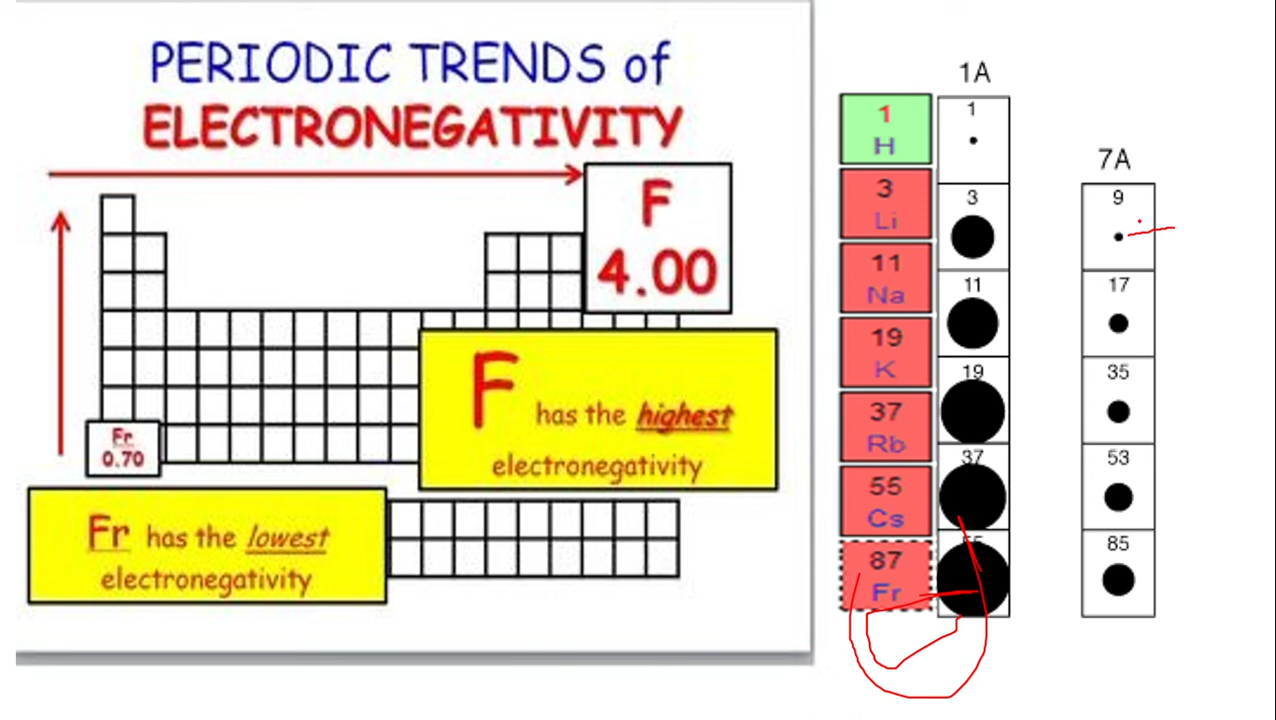 PERIODIC TRENDS of
ELECTRONEGATIVITY
F
4.00
F has the highest
electronegativity
Fr
0.70
Fr has the lowest
electronegativity
1
H
3
Li
11
Na
19
K
37
Rb
55
Cs
87
Fr
1A
1
3
11
19
37
7A
9
17
35
53
85